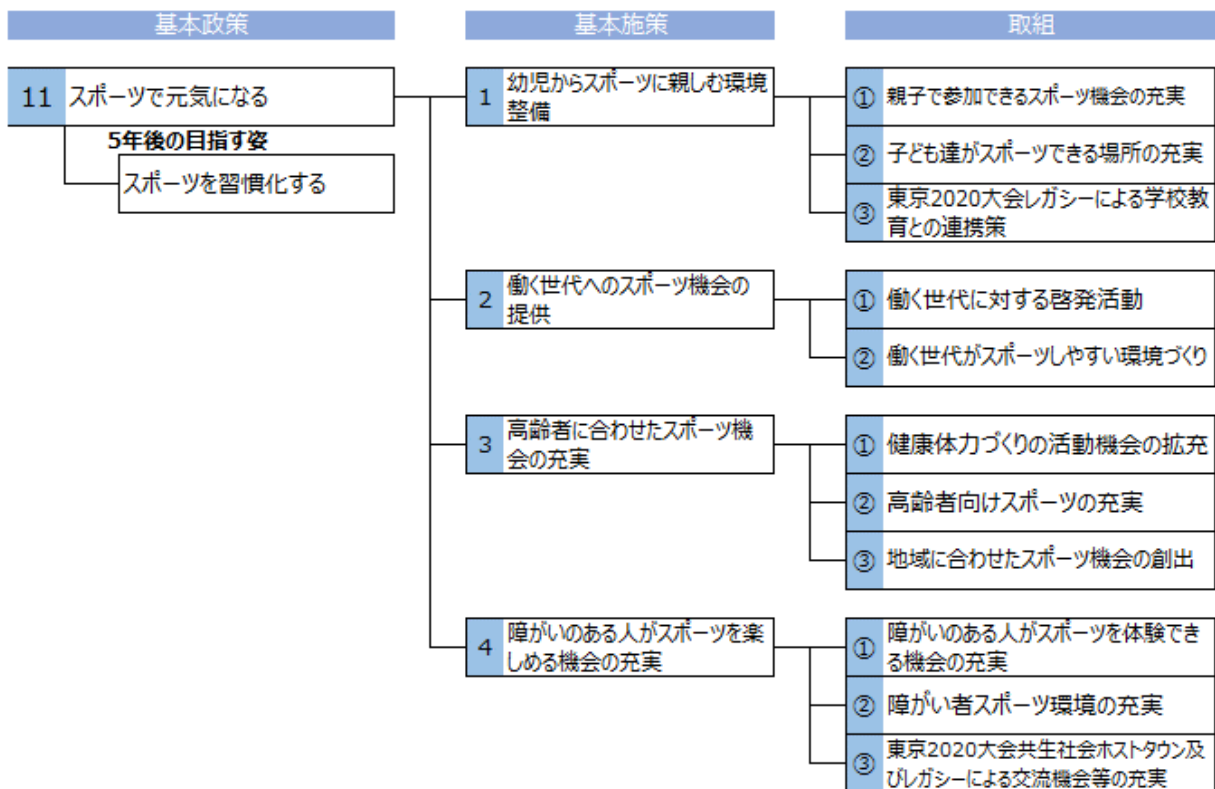 基本政策
基本施策
取組
11 スポーツで元気になる
5年後の目指す姿
スポーツを習慣化する
1 幼児からスポーツに親しむ環境
整備
① 親子で参加できるスポーツ機会の充実
② 子ども達がスポーツできる場所の充実
③ 東京2020大会レガシーによる学校教
育との連携策
2 働く世代へのスポーツ機会の
提供
① 働く世代に対する啓発活動
② 働く世代がスポーツしやすい環境づくり
3 高齢者に合わせたスポーツ機
会の充実
① 健康体力づくりの活動機会の拡充
② 高齢者向けスポーツの充実
③ 地域に合わせたスポーツ機会の創出
4 障がいのある人がスポーツを楽
しめる機会の充実
① 障がいのある人がスポーツを体験でき
る機会の充実
② 障がい者スポーツ環境の充実
③ 東京2020大会共生社会ホストタウン及
びレガシーによる交流機会等の充実